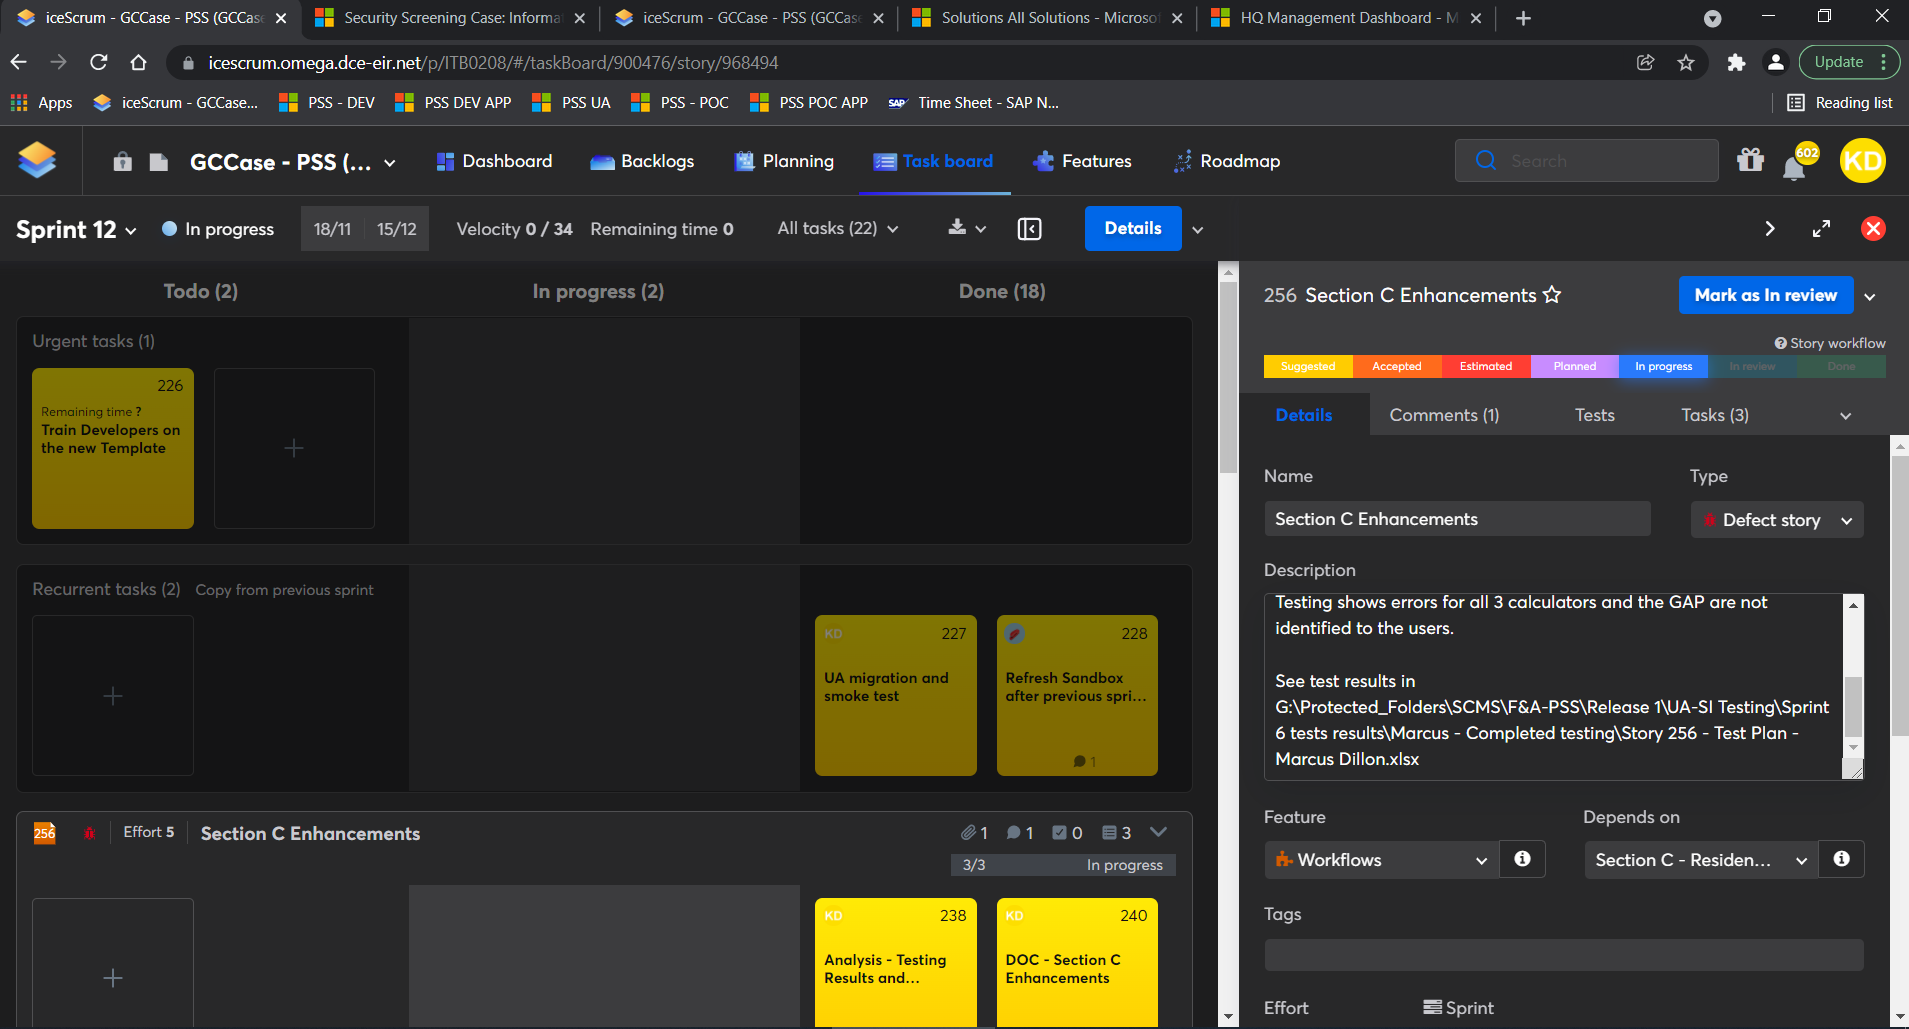 iceScrum - GCCase - PSS (GCCase
Security Screening Case: Informat
iceScrum - GCCase - PSS (GCCase
Solutions All Solutions - Microsof
HQ Management Dashboard - M
icescrum.omega.dce-eir.net/p/ITB0208/#/taskBoard/900476/story/968494
Update
Apps
iceScrum - GCCase...
PSS - DEV
PSS DEV APP
PSS UA
PSS - POC
PSS POC APP
SAP
Time Sheet - SAP N...
Reading list
GCCase - PSS (...
Dashboard
Backlogs
Planning
Task board
Features
Roadmap
Search
602
KD
Sprint 12
In progress
18/11
15/12
Velocity 0 / 34
Remaining time 0
All tasks (22)
Details
Todo (2)
In progress (2)
Done (18)
Urgent tasks (1)
226
Remaining time ?
Train Developers on
the new Template
Recurrent tasks (2)
Copy from previous sprint
KD
227
UA migration and
smoke test
228
Refresh Sandbox
after previous spri...
1
256
Effort 5
Section C Enhancements
1
1
0
3
3/3
In progress
KD
238
Analysis - Testing
Results and...
KD
240
DOC - Section C
Enhancements
256 Section C Enhancements
Mark as In review
Story workflow
Suggested
Accepted
Estimated
Planned
In progress
In review
Done
Details
Comments (1)
Tests
Tasks (3)
Name
Type
Section C Enhancements
Defect story
Description
Testing shows errors for all 3 calculators and the GAP are not
identified to the users.
See test results in
G:\Protected_Folders\SCMS\F&A-PSS\Release 1\UA-SI Testing\Sprint
6 tests results\Marcus - Completed testing\Story 256 - Test Plan -
Marcus Dillon.xlsx
Feature
Depends on
Workflows
Section C - Residen...
Tags
Effort
Sprint